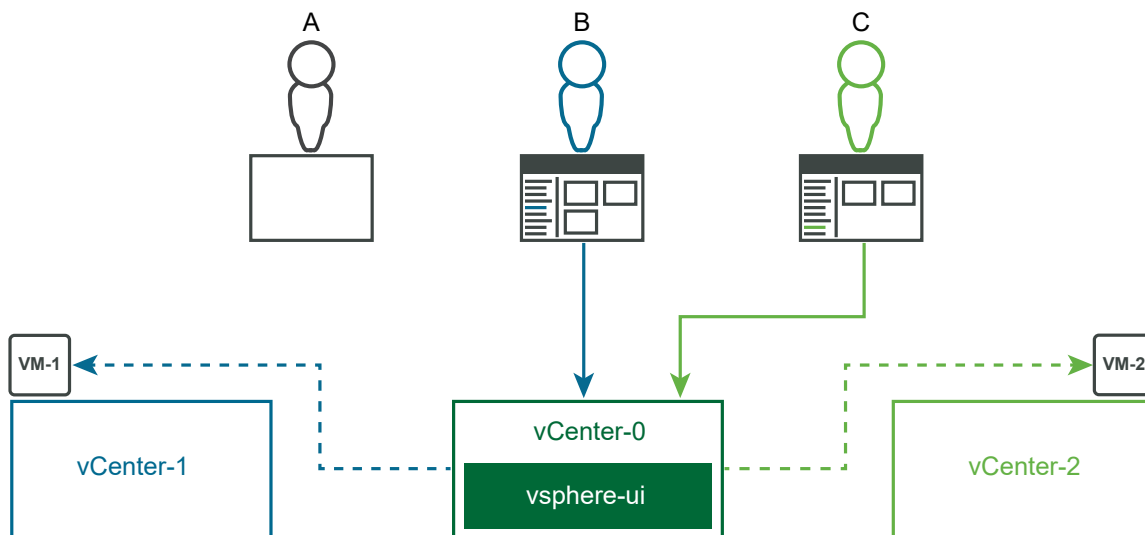 A
B
C
VM-1
VM-2
vCenter-0
vCenter-1
vCenter-2
vsphere-ui